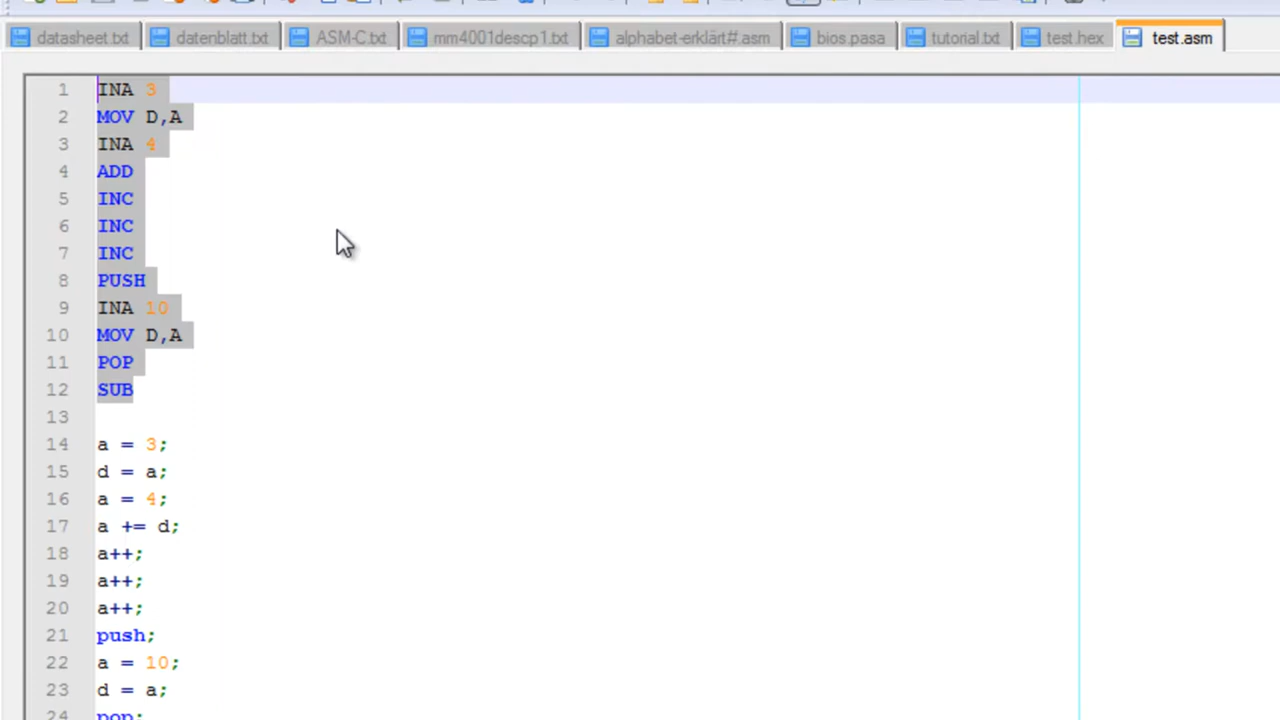 datasheet.txt datenblatt.txt ASM-C.txt mm4001descp1.txt alphabet-erklärt#.asm bios.pasa tutorial.txt test.hex test.asm
1 INA 3
2 MOV D,A
3 INA 4
4 ADD
5 INC
6 INC
7 INC
8 PUSH
9 INA 10
10 MOV D,A
11 POP
12 SUB
13
14 a = 3;
15 d = a;
16 a = 4;
17 a += d;
18 a++;
19 a++;
20 a++;
21 push;
22 a = 10;
23 d = a;
24 pop;